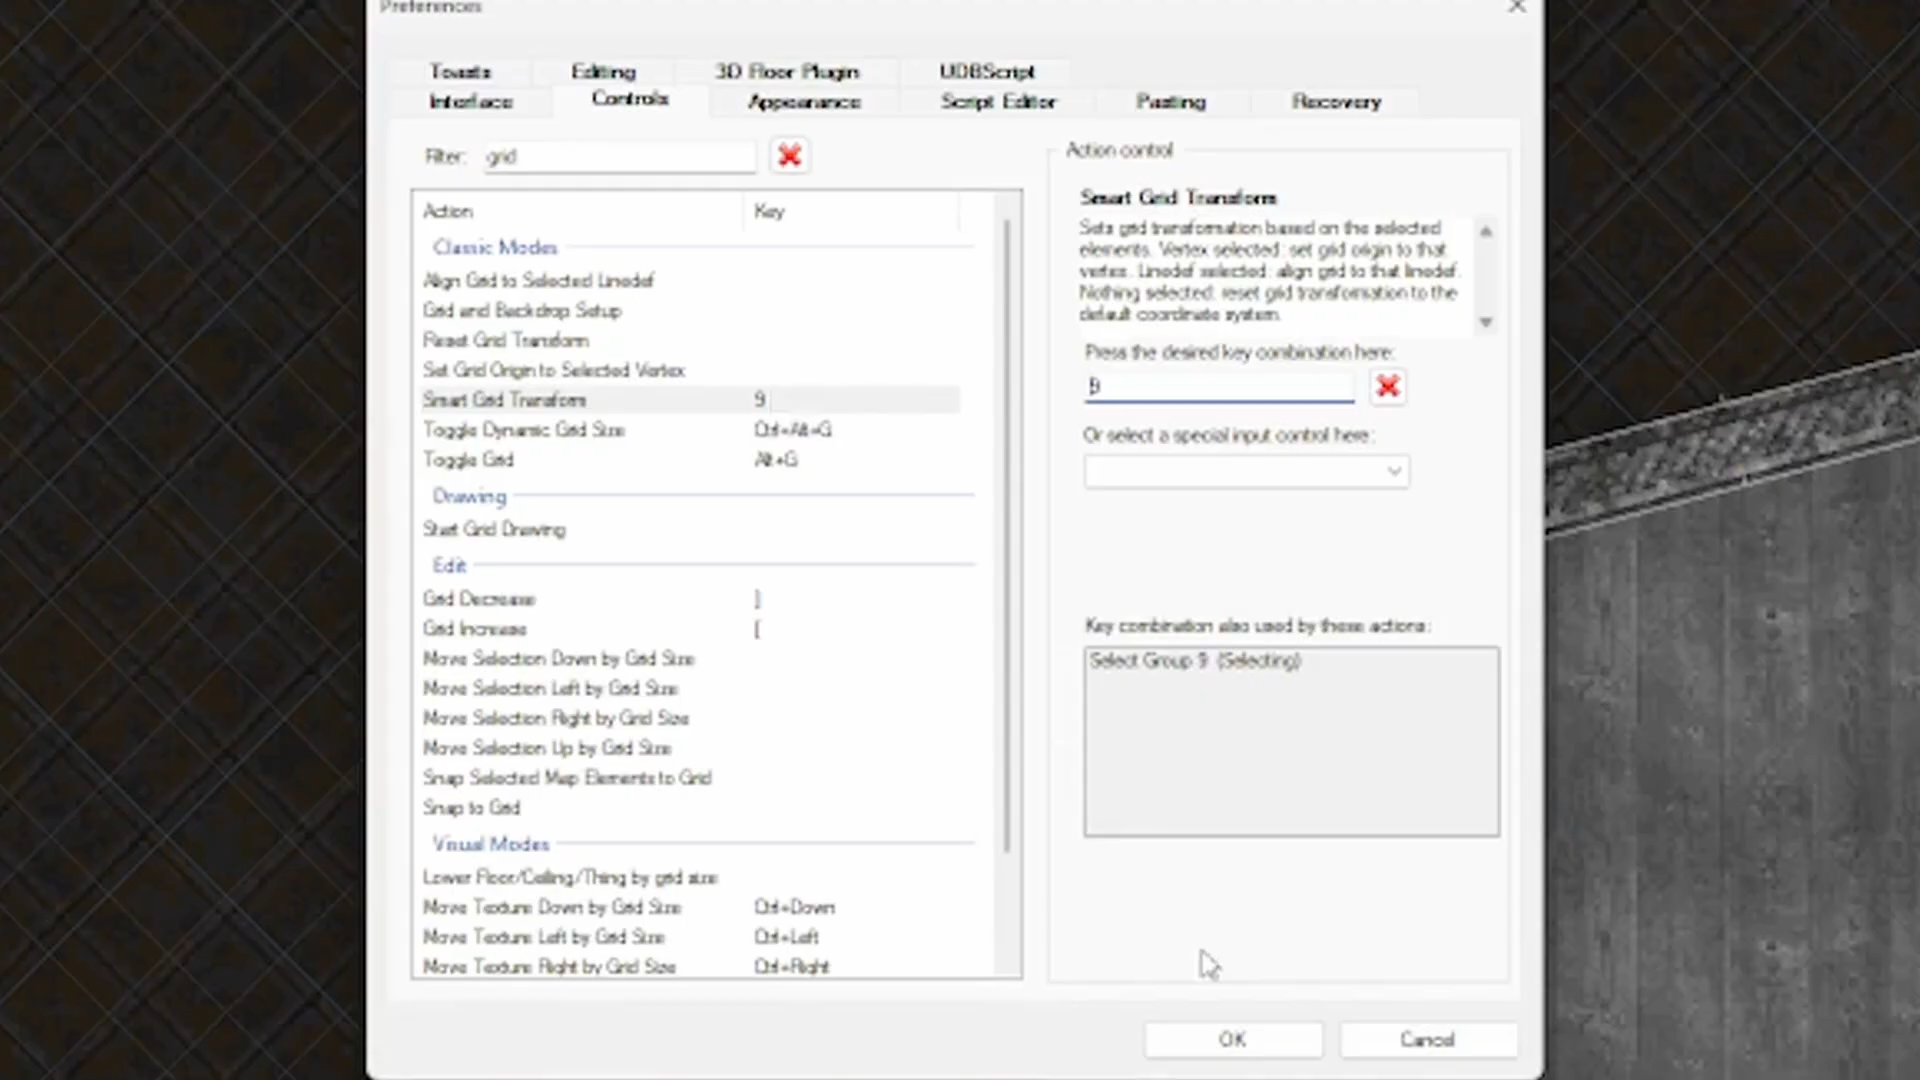 Preferences
Toasts
Editing
3D Floor Plugin
UDBScript
Interface
Controls
Appearance
Script Editor
Pasting
Recovery
Filter: grid
Action Key
Classic Modes
Align Grid to Selected Linedef
Grid and Backdrop Setup
Reset Grid Transform
Set Grid Origin to Selected Vertex
Smart Grid Transform 9
Toggle Dynamic Grid Size Ctrl+Alt+G
Toggle Grid Alt+G
Drawing
Start Grid Drawing
Edit
Grid Decrease ]
Grid Increase [
Move Selection Down by Grid Size
Move Selection Left by Grid Size
Move Selection Right by Grid Size
Move Selection Up by Grid Size
Snap Selected Map Elements to Grid
Snap to Grid
Visual Modes
Lower Floor/Ceiling/Thing by grid size
Move Texture Down by Grid Size Ctrl+Down
Move Texture Left by Grid Size Ctrl+Left
Move Texture Right by Grid Size Ctrl+Right
Action control
Smart Grid Transform
Sets grid transformation based on the selected
elements. Vertex selected: set grid origin to that
vertex. Linedef selected: align grid to that linedef.
Nothing selected: reset grid transformation to the
default coordinate system.
Press the desired key combination here:
9
Or select a special input control here:
Key combination also used by these actions:
Select Group 9 (Selecting)
OK
Cancel